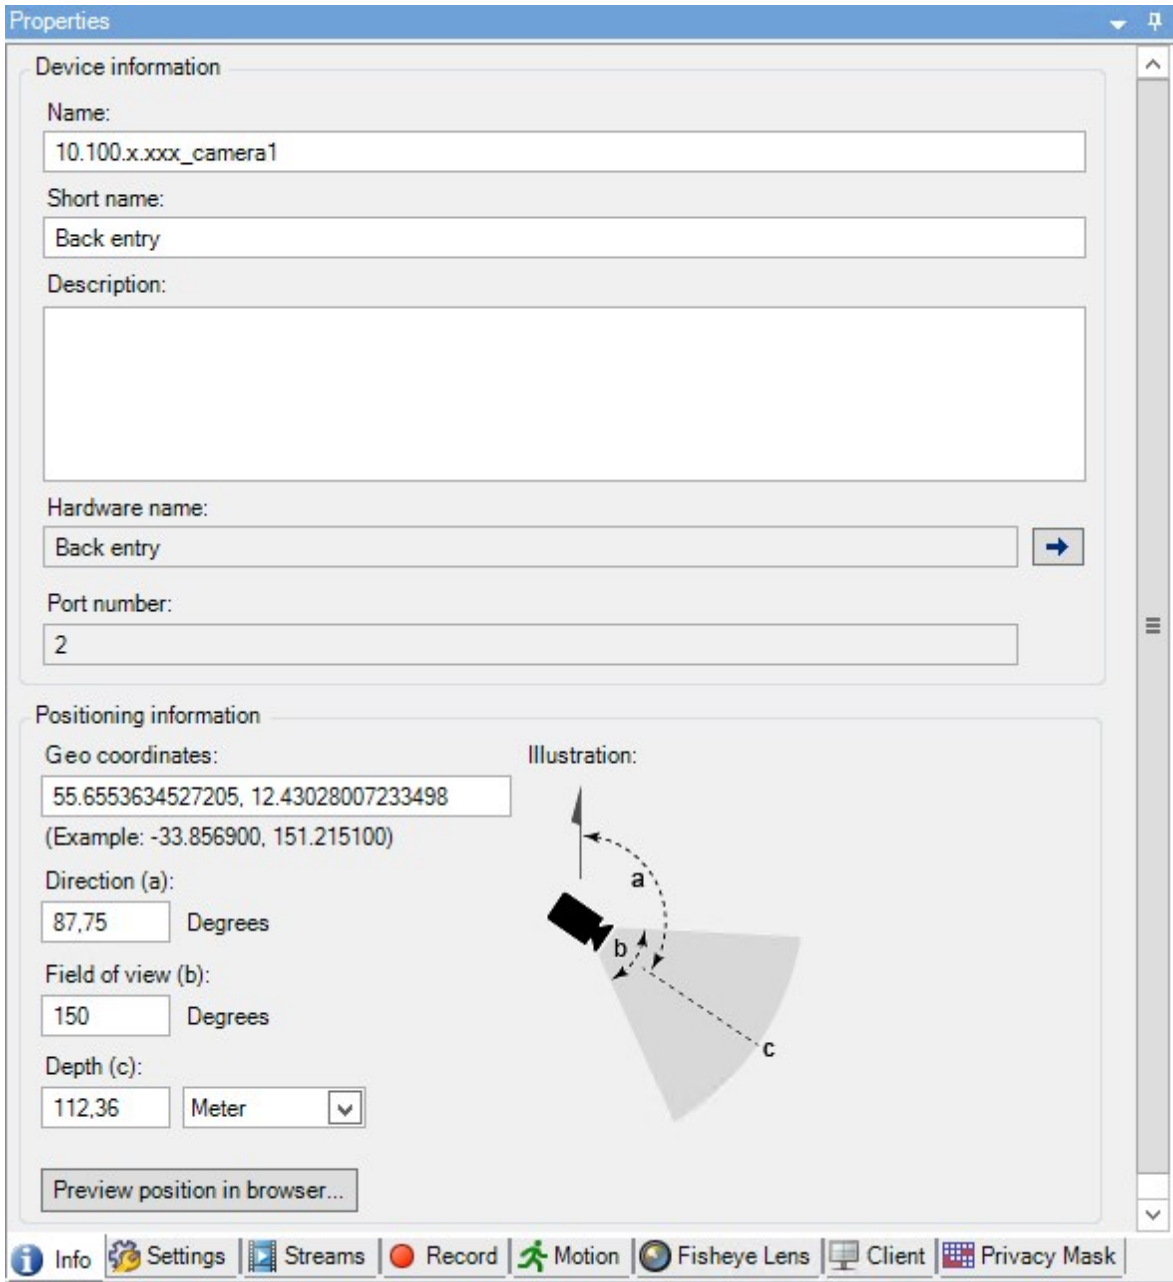 Properties
Device information
Name:
10.100.x.xxx_camera1
Short name:
Back entry
Description:
Hardware name:
Back entry
Port number:
2
Positioning information
Geo coordinates:
Illustration:
55.6553634527205, 12.43028007233498
(Example: -33.856900, 151.215100)
Direction (a):
a
87,75 Degrees
b
Field of view (b):
150 Degrees
c
Depth (c):
112,36 Meter
Preview position in browser...
Info Settings Streams Record Motion Fisheye Lens Client Privacy Mask